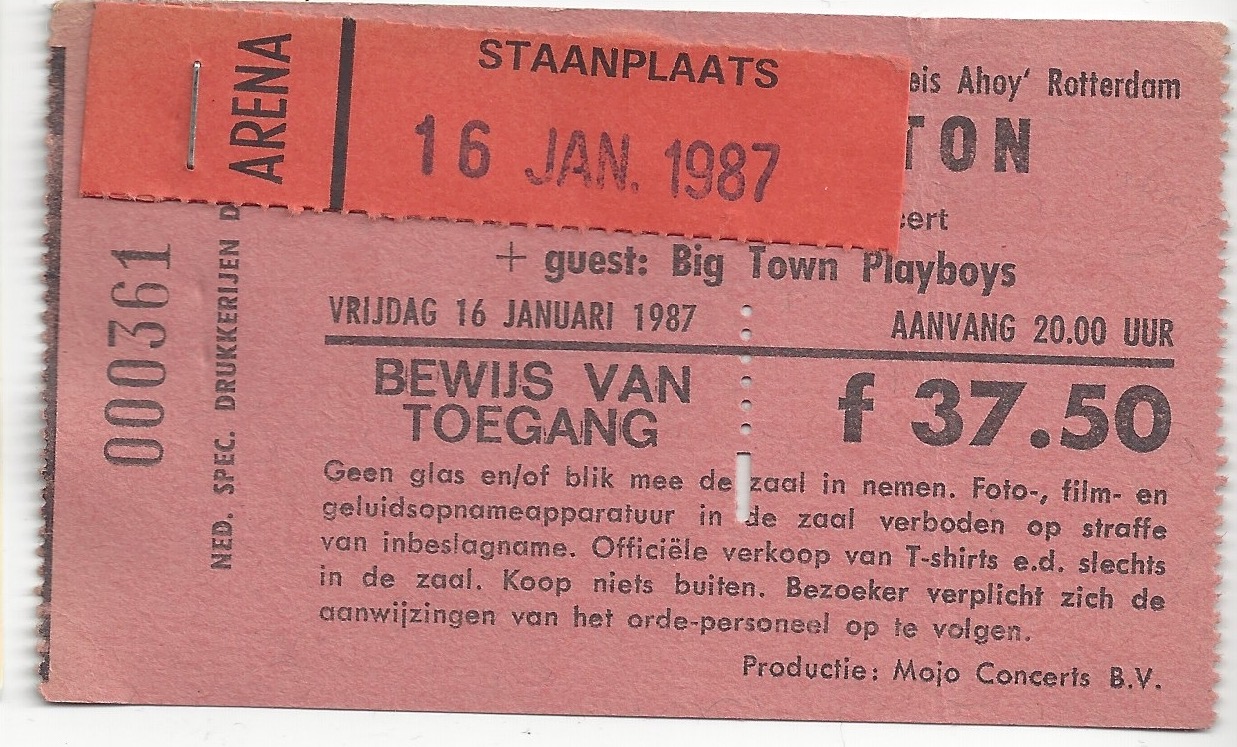 ARENA
STAANPLAATS
16 JAN. 1987
eis Ahoy' Rotterdam
TON
cert
+ guest: Big Town Playboys
VRIJDAG 16 JANUARI 1987
AANVANG 20.00 UUR
BEWIJS VAN
TOEGANG
f 37.50
Geen glas en/of blik mee de zaal in nemen. Foto-, film- en
geluidsopnameapparatuur in de zaal verboden op straffe
van inbeslagname. Officiële verkoop van T-shirts e.d. slechts
in de zaal. Koop niets buiten. Bezoeker verplicht zich de
aanwijzingen van het orde-personeel op te volgen.
Productie: Mojo Concerts B.V.
000361
NED. SPEC. DRUKKERIJEN D